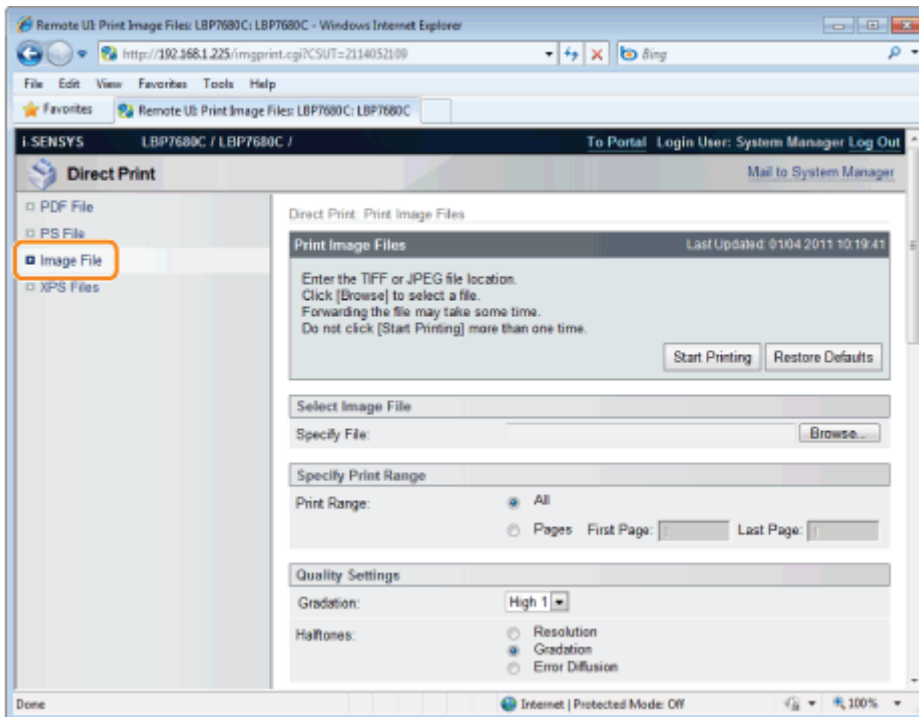 Remote UI: Print Image Files: LBP7680C: LBP7680C - Windows Internet Explorer
http://192.168.1.225/imgprint.cgi?CSUT=2114052109
Bing
File Edit View Favorites Tools Help
Favorites Remote UI: Print Image Files: LBP7680C: LBP7680C
i-SENSYS LBP7680C / LBP7680C / To Portal Login User: System Manager Log Out
Direct Print Mail to System Manager
PDF File
PS File
Image File
XPS Files
Direct Print: Print Image Files
Print Image Files Last Updated: 01/04 2011 10:19:41
Enter the TIFF or JPEG file location.
Click [Browse] to select a file.
Forwarding the file may take some time.
Do not click [Start Printing] more than one time.
Start Printing Restore Defaults
Select Image File
Specify File: Browse...
Specify Print Range
Print Range: All
Pages First Page: Last Page:
Quality Settings
Gradation: High 1
Halftones: Resolution
Gradation
Error Diffusion
Done Internet | Protected Mode: Off 100%